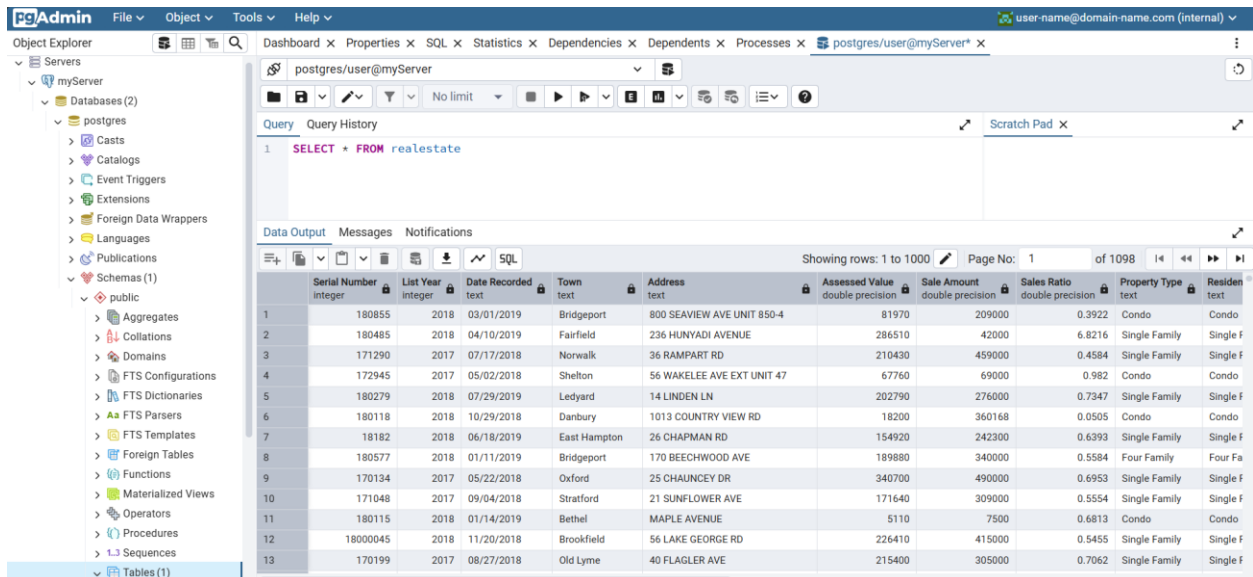 pgAdmin File Object Tools Help user-name@domain-name.com (internal)
Object Explorer
Dashboard Properties SQL Statistics Dependencies Dependents Processes postgres/user@myServer*
Servers
myServer
Databases (2)
postgres
Casts
Catalogs
Event Triggers
Extensions
Foreign Data Wrappers
Languages
Publications
Schemas (1)
public
Aggregates
Collations
Domains
FTS Configurations
FTS Dictionaries
Aa FTS Parsers
FTS Templates
Foreign Tables
Functions
Materialized Views
Operators
Procedures
1..3 Sequences
Tables (1)
postgres/user@myServer
No limit E
Query Query History Scratch Pad
1 SELECT * FROM realestate
Data Output Messages Notifications
SQL Showing rows: 1 to 1000 Page No: 1 of 1098
Serial Number List Year Date Recorded Town Address Assessed Value Sale Amount Sales Ratio Property Type Residen
integer integer text text text double precision double precision double precision text text
1 180855 2018 03/01/2019 Bridgeport 800 SEAVIEW AVE UNIT 850-4 81970 209000 0.3922 Condo Condo
2 180485 2018 04/10/2019 Fairfield 236 HUNYADI AVENUE 286510 42000 6.8216 Single Family Single F
3 171290 2017 07/17/2018 Norwalk 36 RAMPART RD 210430 459000 0.4584 Single Family Single F
4 172945 2017 05/02/2018 Shelton 56 WAKELEE AVE EXT UNIT 47 67760 69000 0.982 Condo Condo
5 180279 2018 07/29/2019 Ledyard 14 LINDEN LN 202790 276000 0.7347 Single Family Single F
6 180118 2018 10/29/2018 Danbury 1013 COUNTRY VIEW RD 18200 360168 0.0505 Condo Condo
7 18182 2018 06/18/2019 East Hampton 26 CHAPMAN RD 154920 242300 0.6393 Single Family Single F
8 180577 2018 01/11/2019 Bridgeport 170 BEECHWOOD AVE 189880 340000 0.5584 Four Family Four Fa
9 170134 2017 05/22/2018 Oxford 25 CHAUNCEY DR 340700 490000 0.6953 Single Family Single F
10 171048 2017 09/04/2018 Stratford 21 SUNFLOWER AVE 171640 309000 0.5554 Single Family Single F
11 180115 2018 01/14/2019 Bethel MAPLE AVENUE 5110 7500 0.6813 Condo Condo
12 18000045 2018 11/20/2018 Brookfield 56 LAKE GEORGE RD 226410 415000 0.5455 Single Family Single F
13 170199 2017 08/27/2018 Old Lyme 40 FLAGLER AVE 215400 305000 0.7062 Single Family Single F